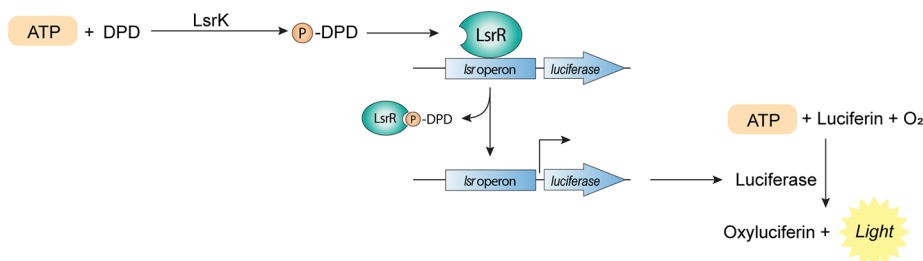 LsrK
ATP + DPD
P -DPD
LsrR
lsr operon luciferase
LsrR P -DPD
ATP + Luciferin + O₂
lsr operon luciferase
Luciferase
Oxyluciferin + Light